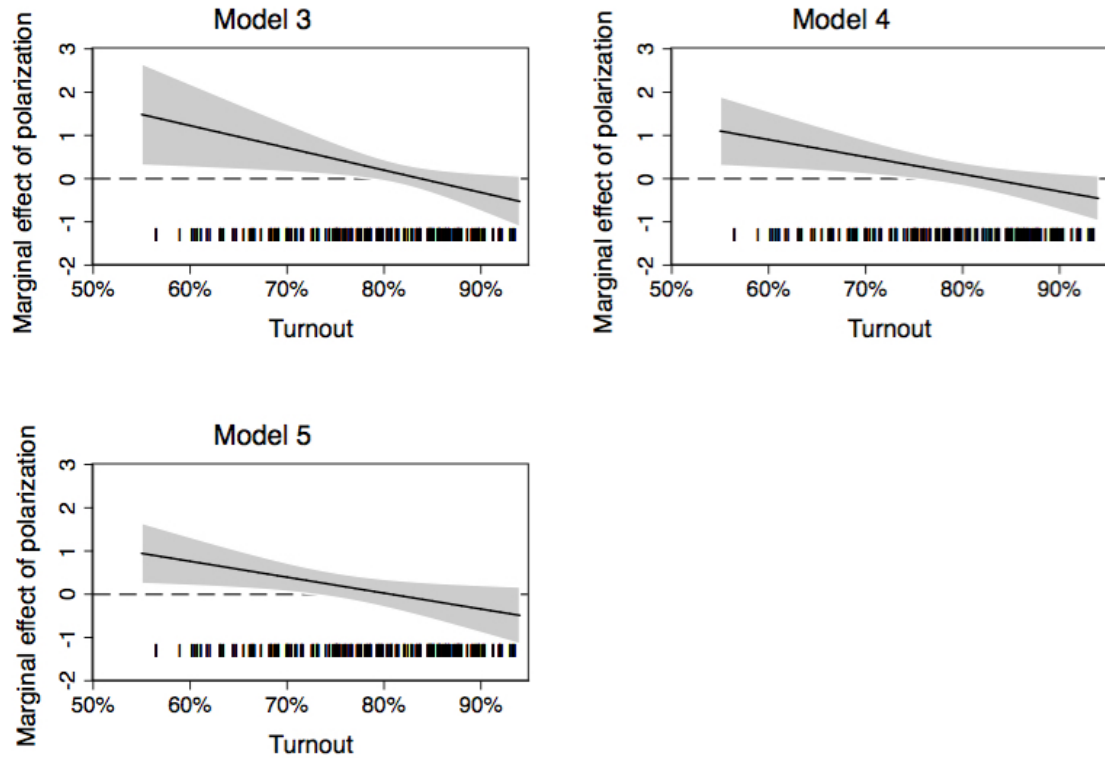 Model 3
Marginal effect of polarization
3
2
1
0
-1
-2
50% 60% 70% 80% 90%
Turnout
Model 4
Marginal effect of polarization
3
2
1
0
-1
-2
50% 60% 70% 80% 90%
Turnout
Model 5
Marginal effect of polarization
3
2
1
0
-1
-2
50% 60% 70% 80% 90%
Turnout